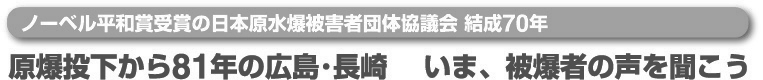 ノーベル平和賞受賞の日本原水爆被害者団体協議会 結成70年
原爆投下から81年の広島・長崎　いま、被爆者の声を聞こう